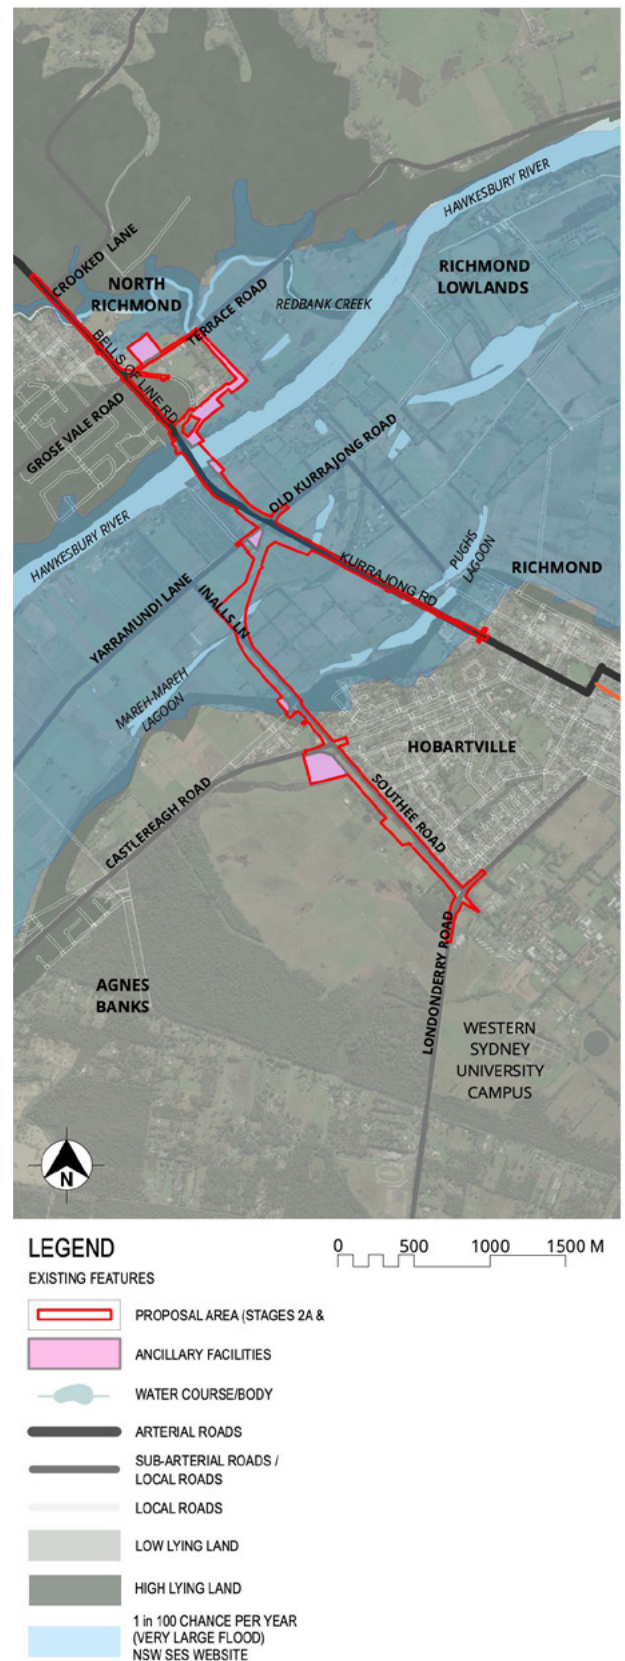 HAWKESBURY RIVER
CROOKED LANE
RICHMOND
LOWLANDS
NORTH
RICHMOND
REDBANK CREEK
TERRACE ROAD
BELLS OF LINE RD
GROSE VALE ROAD
OLD KURRAJONG ROAD
HAWKESBURY RIVER
PUGHS
LAGOON
KURRAJONG RD
RICHMOND
YARRAMUNDI LANE
INALLS LN
MAREH-MAREH
LAGOON
HOBARTVILLE
CASTLEREAGH ROAD
SOUTHEE ROAD
LONDONDERRY ROAD
AGNES
BANKS
WESTERN
SYDNEY
UNIVERSITY
CAMPUS
N
LEGEND
0 500 1000 1500 M
EXISTING FEATURES
PROPOSAL AREA (STAGES 2A &
ANCILLARY FACILITIES
WATER COURSE/BODY
ARTERIAL ROADS
SUB-ARTERIAL ROADS /
LOCAL ROADS
LOCAL ROADS
LOW LYING LAND
HIGH LYING LAND
1 in 100 CHANCE PER YEAR
(VERY LARGE FLOOD)
NSW SES WEBSITE